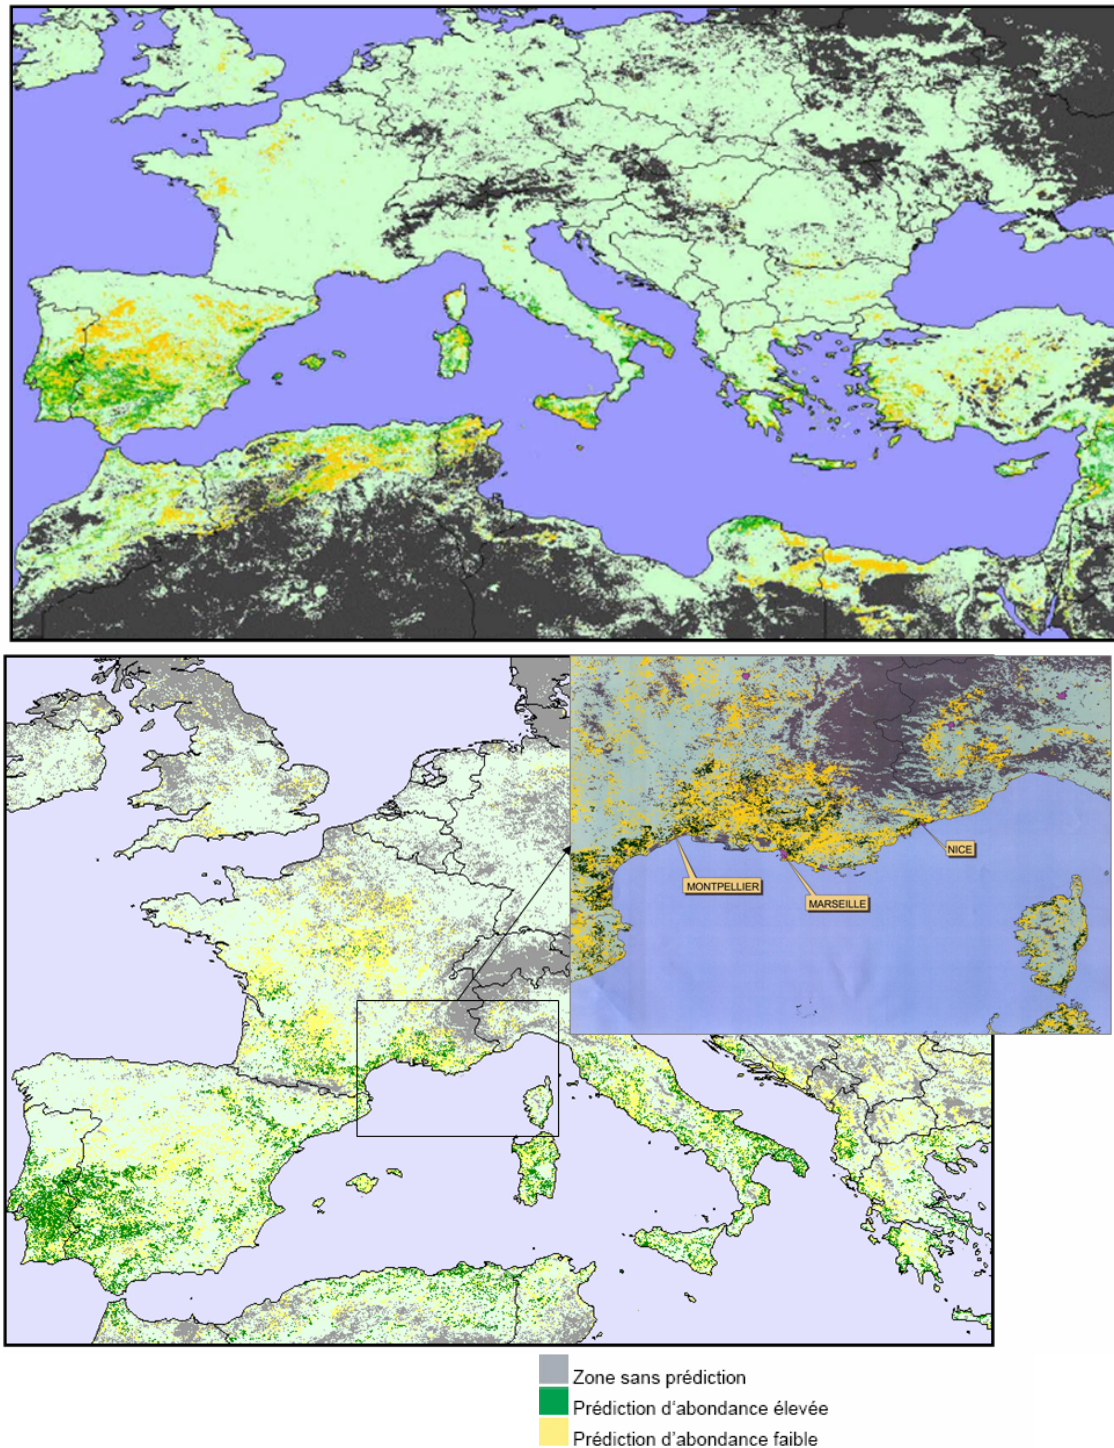 NICE
MONTPELLIER
MARSEILLE
Zone sans prédiction
Prédiction d'abondance élevée
Prédiction d'abondance faible